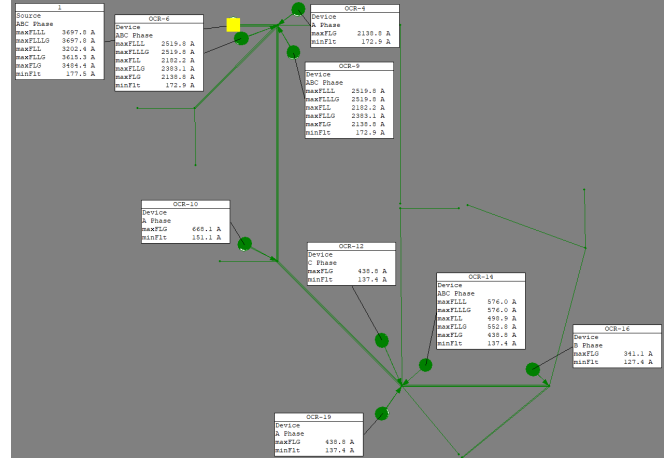 1
Source
ABC Phase
maxFLLL 3697.8 A
maxFLLLG 3697.8 A
maxFLL 3202.4 A
maxFLLG 3615.3 A
maxFLG 3484.4 A
minFlt 177.5 A
OCR-6
Device
ABC Phase
maxFLLL 2519.8 A
maxFLLLG 2519.8 A
maxFLL 2182.2 A
maxFLLG 2383.1 A
maxFLG 2138.8 A
minFlt 172.9 A
OCR-4
Device
A Phase
maxFLG 2138.8 A
minFlt 172.9 A
OCR-9
Device
ABC Phase
maxFLLL 2519.8 A
maxFLLLG 2519.8 A
maxFLL 2182.2 A
maxFLLG 2383.1 A
maxFLG 2138.8 A
minFlt 172.9 A
OCR-10
Device
A Phase
maxFLG 668.1 A
minFlt 151.1 A
OCR-12
Device
C Phase
maxFLG 438.8 A
minFlt 137.4 A
OCR-14
Device
ABC Phase
maxFLLL 576.0 A
maxFLLLG 576.0 A
maxFLL 498.9 A
maxFLLG 552.8 A
maxFLG 438.8 A
minFlt 137.4 A
OCR-16
Device
B Phase
maxFLG 341.1 A
minFlt 127.4 A
OCR-19
Device
A Phase
maxFLG 438.8 A
minFlt 137.4 A